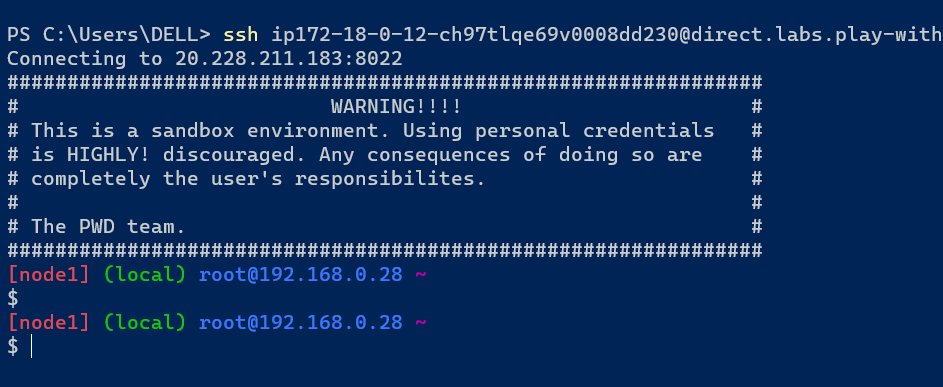 PS C:\Users\DELL> ssh ip172-18-0-12-ch97tlqe69v0008dd230@direct.labs.play-with
Connecting to 20.228.211.183:8022
###############################################################
#                          WARNING!!!!                        #
# This is a sandbox environment. Using personal credentials   #
# is HIGHLY! discouraged. Any consequences of doing so are    #
# completely the user's responsibilites.                      #
#                                                             #
# The PWD team.                                               #
###############################################################
[node1] (local) root@192.168.0.28 ~
$
[node1] (local) root@192.168.0.28 ~
$